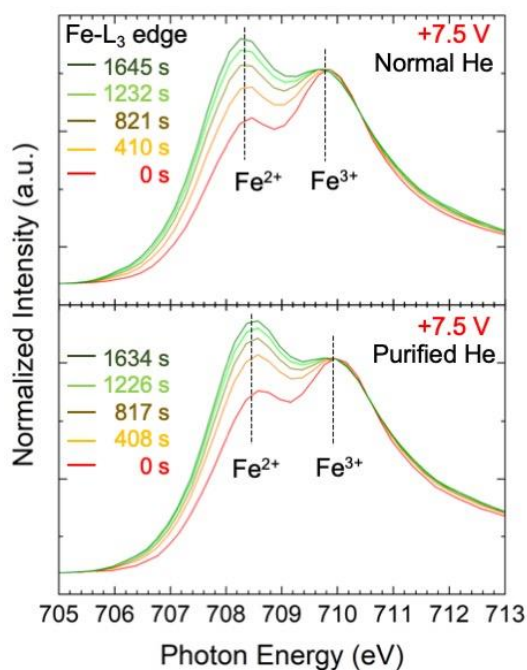 Fe-L₃ edge
+7.5 V
Normal He
1645 s
1232 s
821 s
410 s
0 s
Fe²⁺
Fe³⁺
+7.5 V
Purified He
1634 s
1226 s
817 s
408 s
0 s
Fe²⁺
Fe³⁺
Normalized Intensity (a.u.)
705 706 707 708 709 710 711 712 713
Photon Energy (eV)